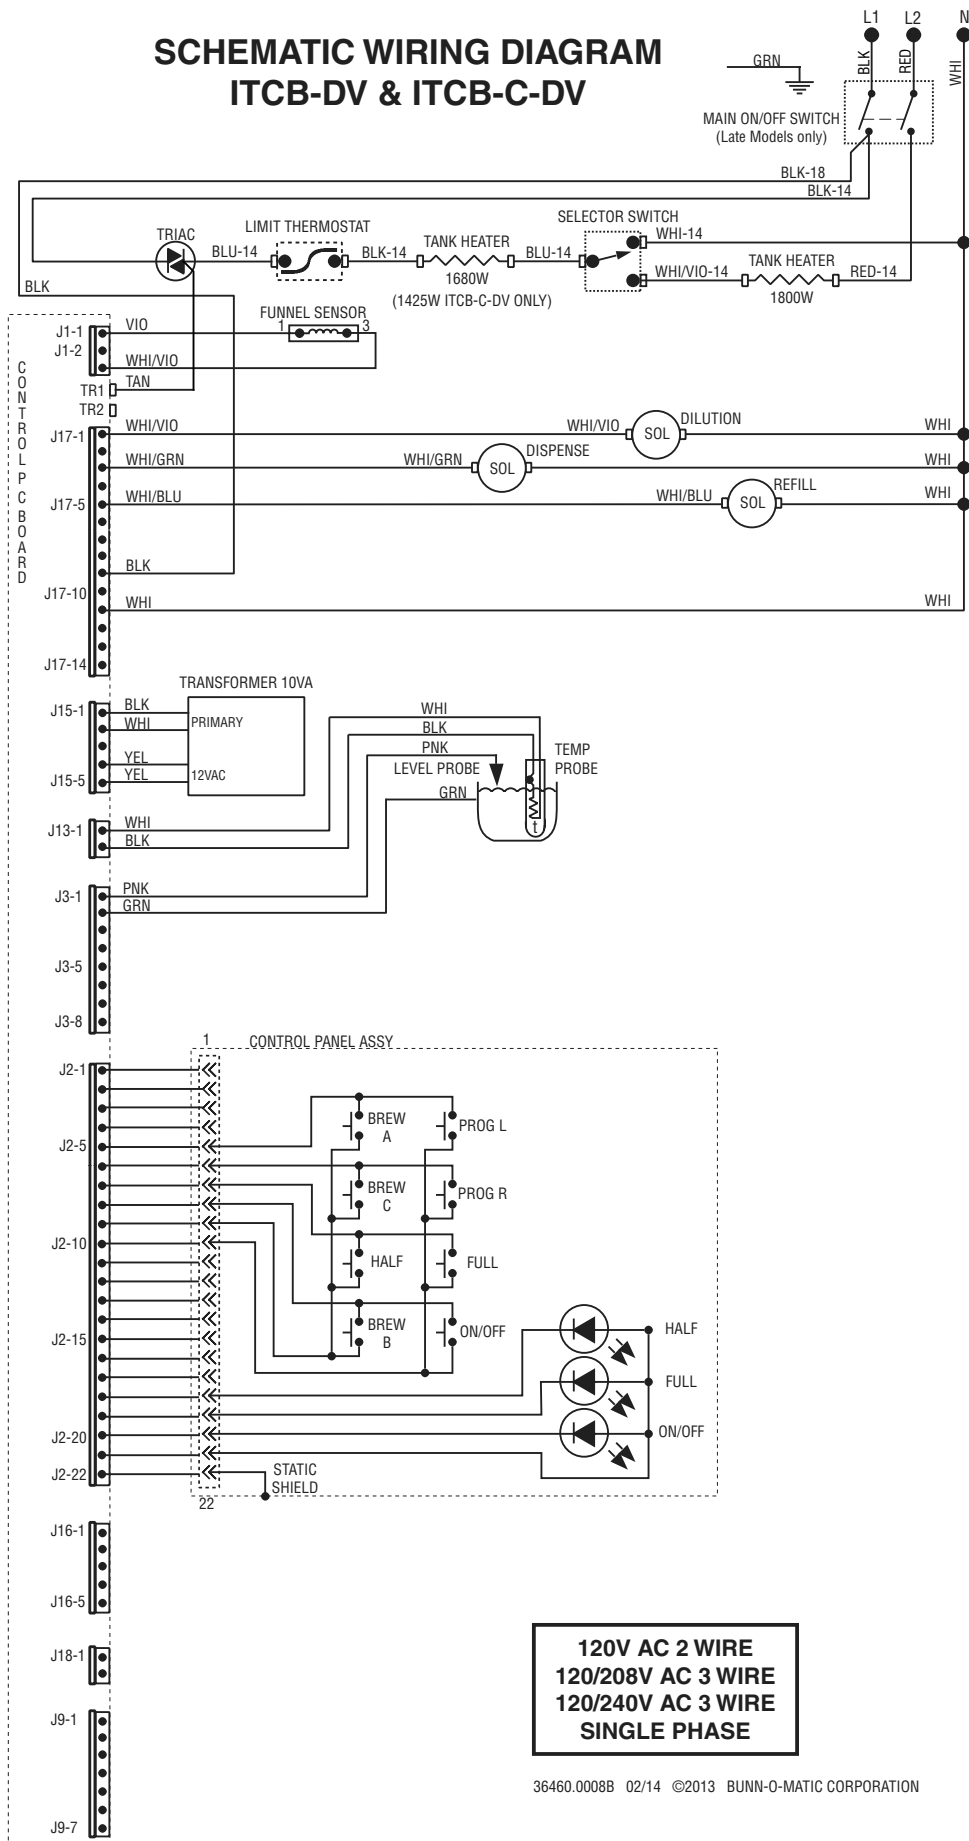 L1 L2 N
SCHEMATIC WIRING DIAGRAM
ITCB-DV & ITCB-C-DV
GRN
BLK
RED
WHI
MAIN ON/OFF SWITCH
(Late Models only)
BLK-18
BLK-14
TRIAC
BLU-14
LIMIT THERMOSTAT
BLK-14
TANK HEATER
1680W
(1425W ITCB-C-DV ONLY)
BLU-14
SELECTOR SWITCH
WHI-14
WHI/VIO-14
TANK HEATER
1800W
RED-14
BLK
FUNNEL SENSOR
1 3
CONTROL PC BOARD
J1-1 VIO
J1-2
WHI/VIO
TR1 TAN
TR2
J17-1 WHI/VIO WHI/VIO SOL DILUTION WHI
WHI/GRN WHI/GRN SOL DISPENSE WHI
J17-5 WHI/BLU WHI/BLU SOL REFILL WHI
BLK
J17-10
WHI WHI
J17-14
TRANSFORMER 10VA
J15-1 BLK
WHI PRIMARY
YEL
J15-5 YEL 12VAC
WHI
BLK
PNK
LEVEL PROBE
TEMP
PROBE
GRN
t
J13-1 WHI
BLK
J3-1 PNK
GRN
J3-5
J3-8
1 CONTROL PANEL ASSY
J2-1
J2-5
J2-10
J2-15
J2-20
J2-22
BREW
A
PROG L
BREW
C
PROG R
HALF
FULL
BREW
B
ON/OFF
HALF
FULL
ON/OFF
STATIC
SHIELD
22
J16-1
J16-5
J18-1
J9-1
J9-7
120V AC 2 WIRE
120/208V AC 3 WIRE
120/240V AC 3 WIRE
SINGLE PHASE
36460.0008B 02/14 ©2013 BUNN-O-MATIC CORPORATION